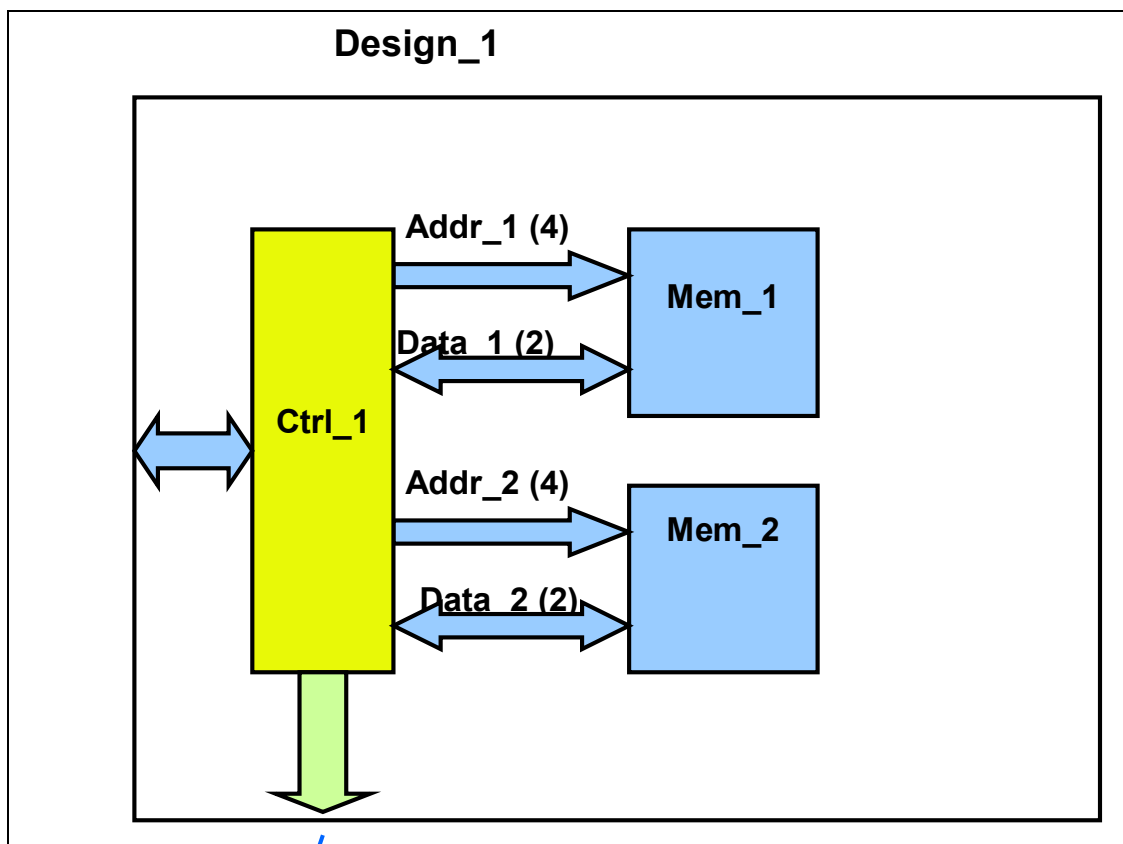 Design_1
Addr_1 (4)
Mem_1
Data_1 (2)
Ctrl_1
Addr_2 (4)
Mem_2
Data_2 (2)